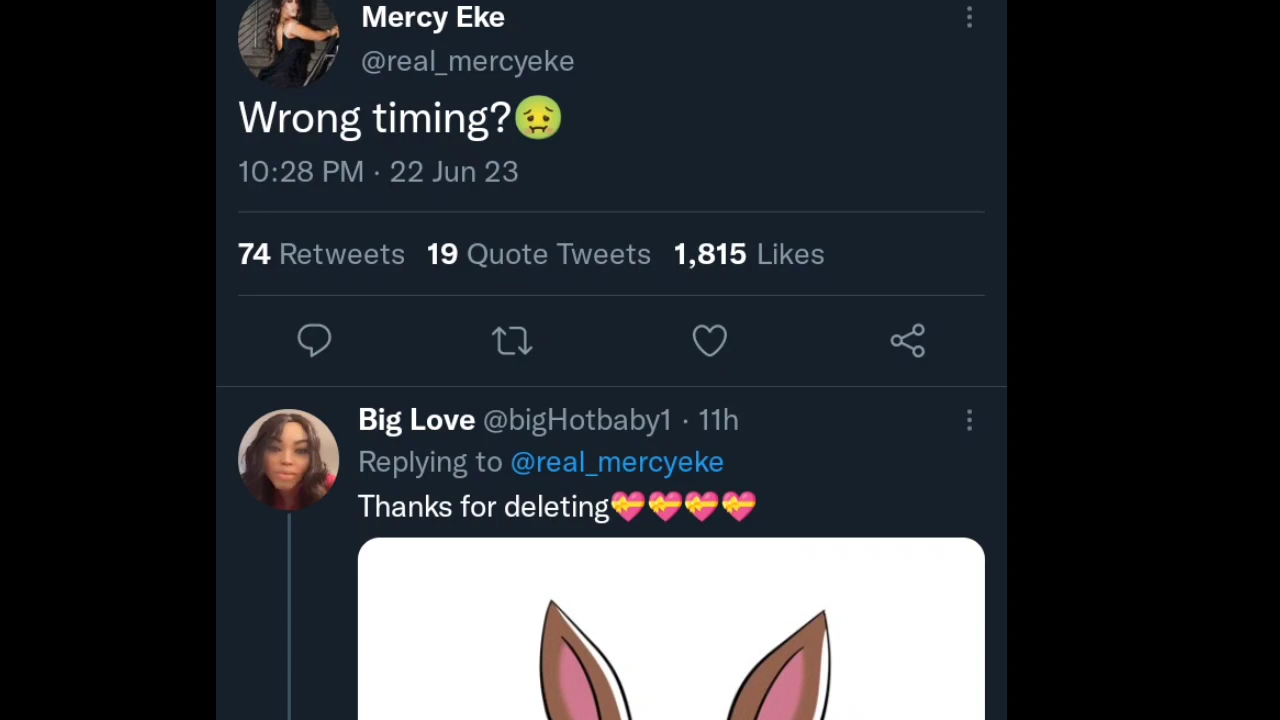 Mercy Eke
@real_mercyeke
Wrong timing?🤢
10:28 PM · 22 Jun 23
74 Retweets 19 Quote Tweets 1,815 Likes
Big Love @bigHotbaby1 · 11h
Replying to @real_mercyeke
Thanks for deleting💝💝💝💝